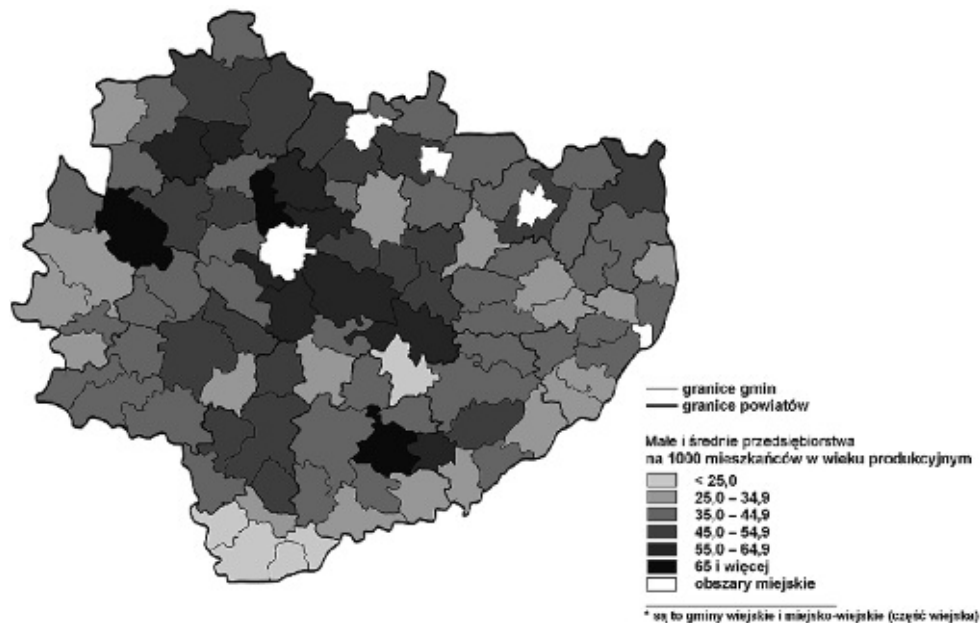 granice gmin
granice powiatów
Małe i średnie przedsiębiorstwa
na 1000 mieszkańców w wieku produkcyjnym
< 25,0
25,0 – 34,9
35,0 – 44,9
45,0 – 54,9
55,0 – 64,9
65 i więcej
obszary miejskie
* są to gminy wiejskie i miejsko-wiejskie (część wiejska)